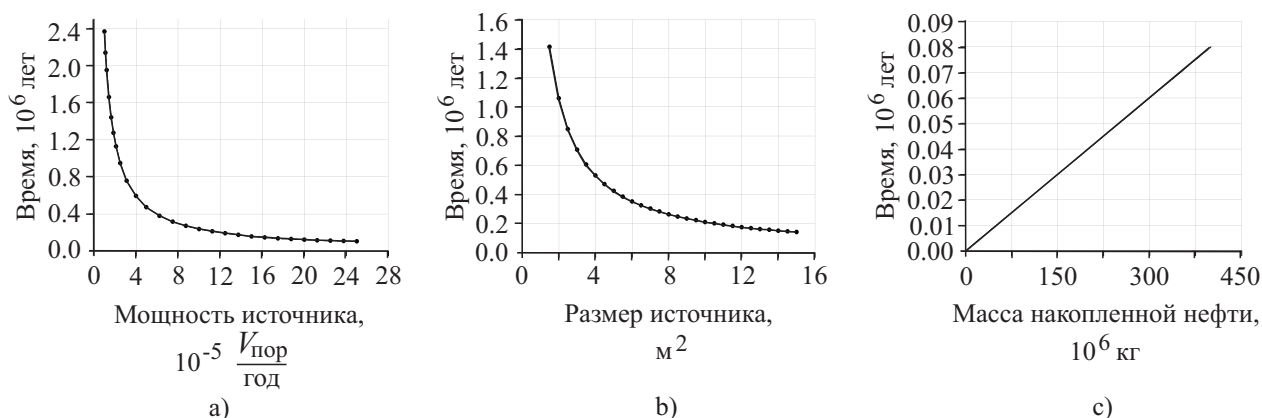 2.4
2.0
1.6
1.2
0.8
0.4
0.0
0 4 8 12 16 20 24 28
Время, 10⁶ лет
Мощность источника,
10⁻⁵ Vпор
год
a)
1.6
1.4
1.2
1.0
0.8
0.6
0.4
0.2
0.0
0 4 8 12 16
Время, 10⁶ лет
Размер источника,
м²
b)
0.09
0.08
0.07
0.06
0.05
0.04
0.03
0.02
0.01
0.00
0 150 300 450
Время, 10⁶ лет
Масса накопленной нефти,
10⁶ кг
c)